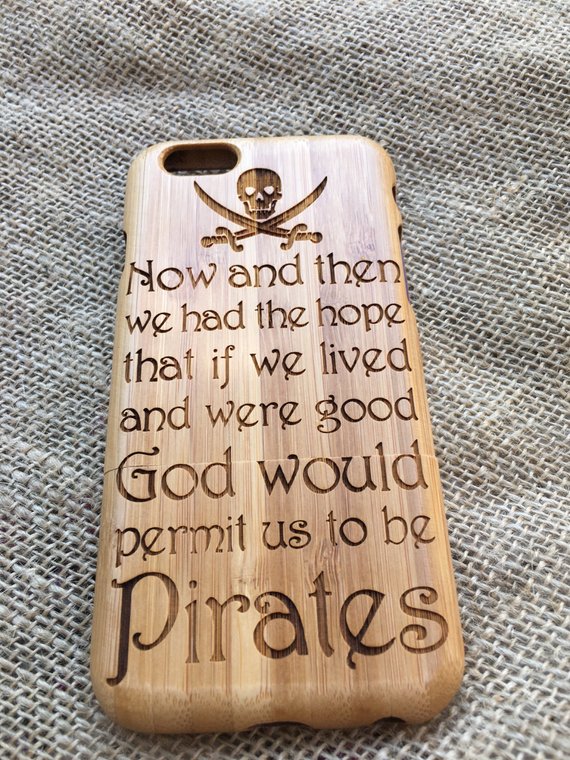 Now and then
we had the hope
that if we lived
and were good
God would
permit us to be
Pirates